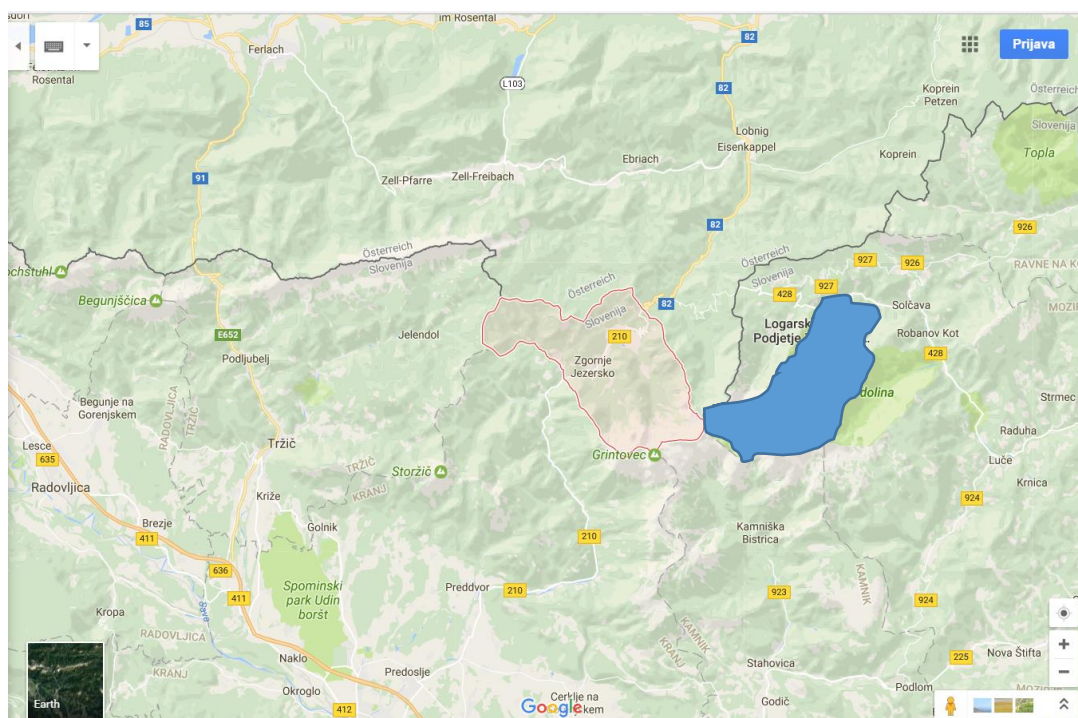 85
im Rosental
Ferlach
82
Prijava
Rosental
L103
82
Koprein
Petzen
Österreich
Slovenija
Lobnig
Eisenkappel
Topla
Ebriach
Koprein
91
Zell-Pfarre
Zell-Freibach
82
926
Österreich
Slovenija
Österreich
Slovenija
927
926
RAVNE NA
Österreich
Slovenija
428
927
Begunjščica
82
Solčava
E652
Jelendol
210
Logarsk
Podjetje
Robanov Kot
Podljubelj
Zgornje
Jezersko
428
dolina
Begunje na
Gorenjskem
RADOVLJICA
TRŽIČ
Strmec
Lesce
Tržič
Raduha
635
Grintovec
Luče
Radovljica
Storžič
TRŽIČ
KRANJ
Krnica
Križe
924
Brezje
Golnik
Kamniška
Bistrica
411
210
636
Spominski
park Udin
boršt
KAMNIK
411
Preddvor
210
923
924
Kropa
Sava
RADOVLJICA
KRANJ
KAMNIK
KRANJ
Naklo
225
Nova Štifta
Predoslje
Stahovica
Okroglo
Podlom
Earth
412
Google
Cerklje na
Godič